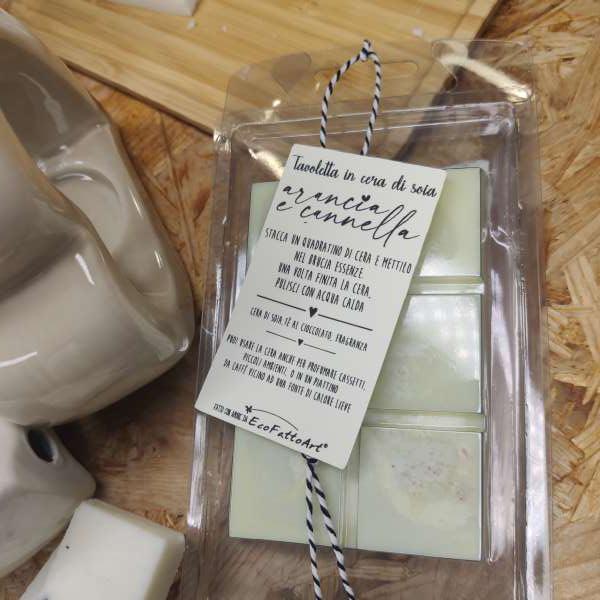 Tavoletta in cera di soia
arancialla
e cannella
STACCA UN QUADRATINO DI CERA E METTILO
NEL BRUCIA ESSENZE.
UNA VOLTA FINITA LA CERA,
PULISCI CON ACQUA CALDA
CERA DI SOIA, TÈ AL CIOCCOLATO, FRAGRANZA
PUOI USARE LA CERA ANCHE PER PROFUMARE CASSETTI,
PICCOLI AMBIENTI, O IN UN PIATTINO
DA CAFFÈ VICINO AD UNA FONTE DI CALORE LIEVE
FATTO CON AMORE DA EcoFattoArt®